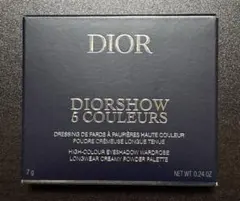 DIOR
DIORSHOW
5 COULEURS
DRESSING DE FARDS À PAUPIÈRES HAUTE COULEUR
POUDRE CRÉMEUSE LONGUE TENUE
HIGH-COLOUR EYESHADOW WARDROBE
LONGWEAR CREAMY POWDER PALETTE
7 g
NET WT. 0.24 OZ